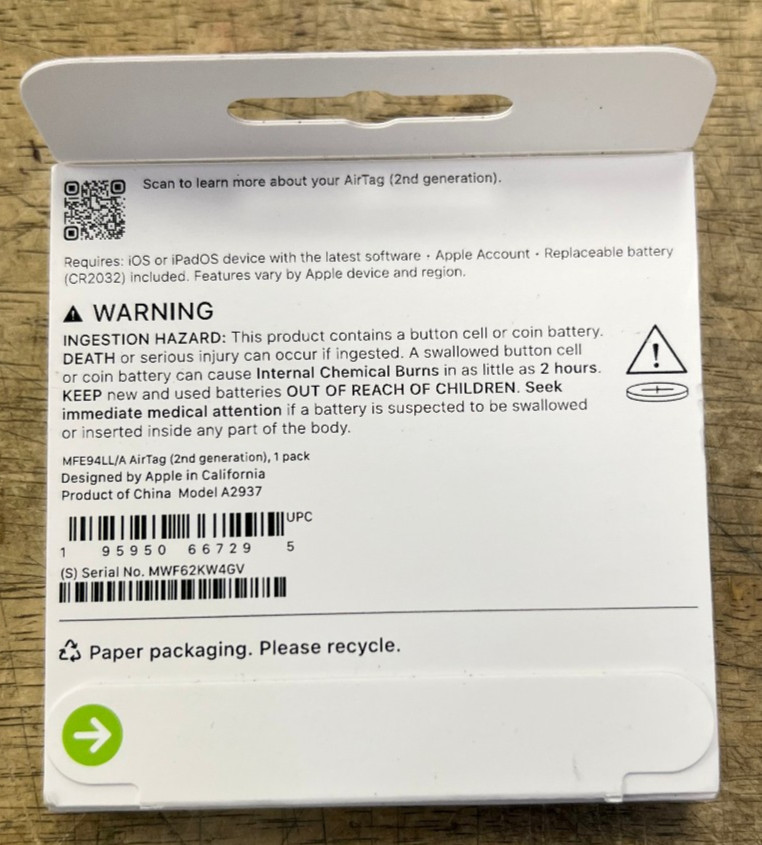 Scan to learn more about your AirTag (2nd generation).
Requires: iOS or iPadOS device with the latest software • Apple Account • Replaceable battery
(CR2032) included. Features vary by Apple device and region.
WARNING
INGESTION HAZARD: This product contains a button cell or coin battery.
DEATH or serious injury can occur if ingested. A swallowed button cell
or coin battery can cause Internal Chemical Burns in as little as 2 hours.
KEEP new and used batteries OUT OF REACH OF CHILDREN. Seek
immediate medical attention if a battery is suspected to be swallowed
or inserted inside any part of the body.
MFE94LL/A AirTag (2nd generation), 1 pack
Designed by Apple in California
Product of China Model A2937
UPC
1 95950 66729 5
(S) Serial No. MWF62KW4GV
Paper packaging. Please recycle.